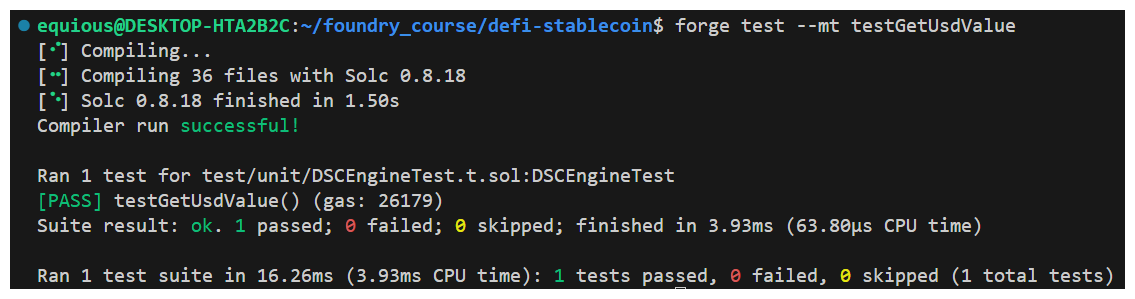 equious@DESKTOP-HTA2B2C:~/foundry_course/defi-stablecoin$ forge test --mt testGetUsdValue
[⠊] Compiling...
[⠒] Compiling 36 files with Solc 0.8.18
[⠑] Solc 0.8.18 finished in 1.50s
Compiler run successful!
Ran 1 test for test/unit/DSCEngineTest.t.sol:DSCEngineTest
[PASS] testGetUsdValue() (gas: 26179)
Suite result: ok. 1 passed; 0 failed; 0 skipped; finished in 3.93ms (63.80µs CPU time)
Ran 1 test suite in 16.26ms (3.93ms CPU time): 1 tests passed, 0 failed, 0 skipped (1 total tests)